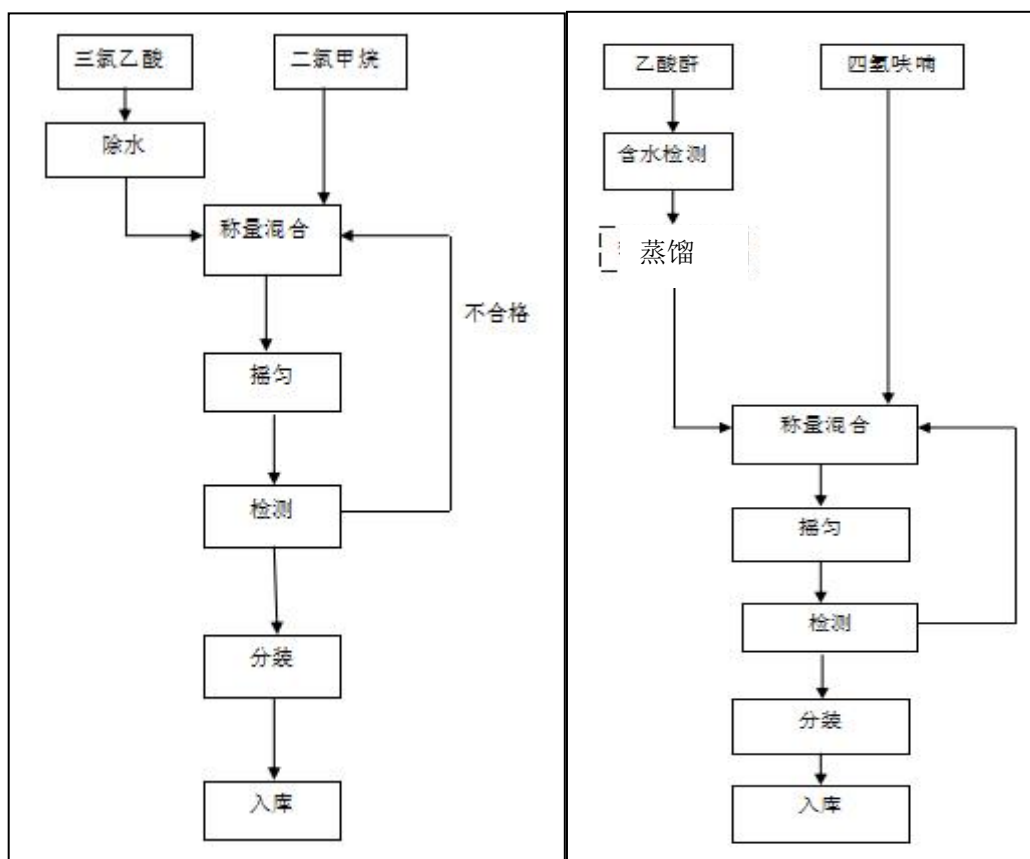 三氯乙酸
二氯甲烷
除水
称量混合
不合格
摇匀
检测
分装
入库
乙酸酐
四氢呋喃
含水检测
蒸馏
称量混合
摇匀
检测
分装
入库